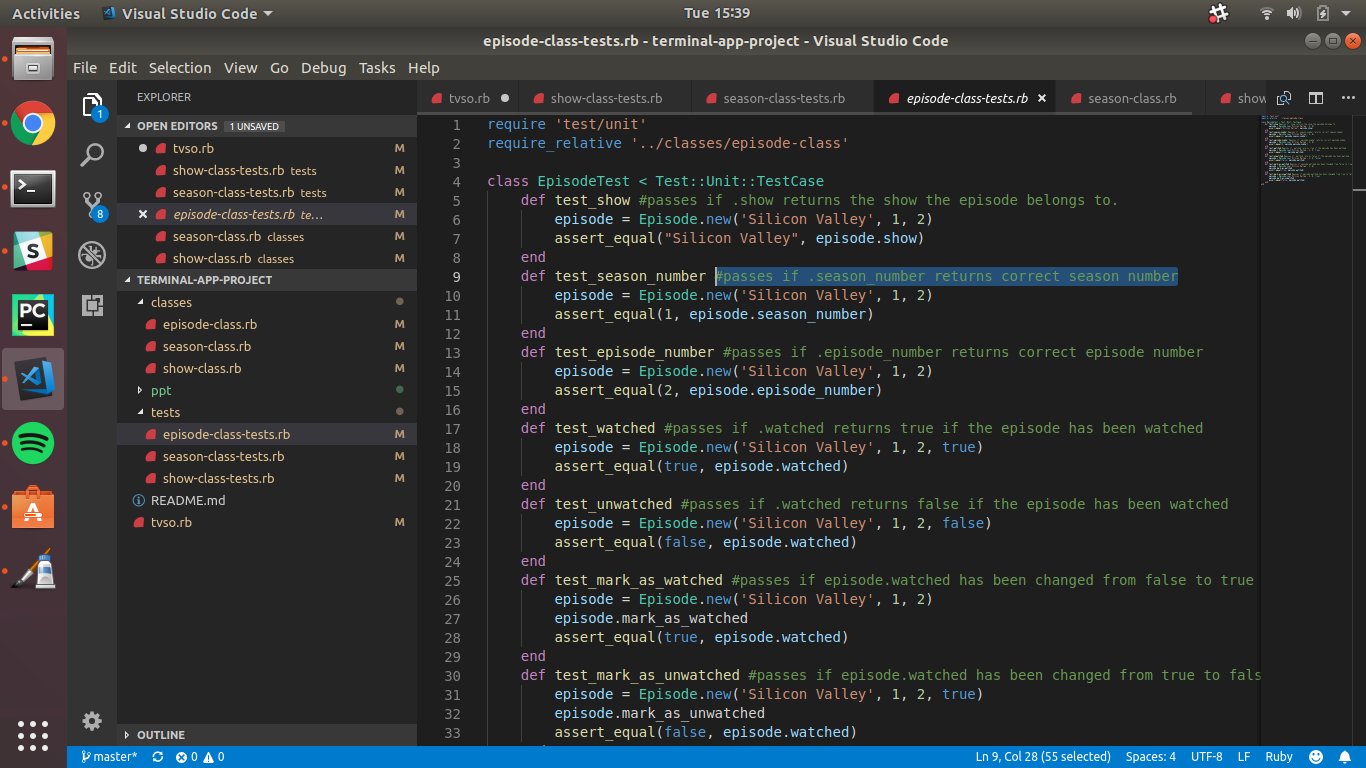 Activities Visual Studio Code Tue 15:39
episode-class-tests.rb - terminal-app-project - Visual Studio Code
File Edit Selection View Go Debug Tasks Help
EXPLORER
OPEN EDITORS 1 UNSAVED
tvso.rb M
show-class-tests.rb tests M
season-class-tests.rb tests M
episode-class-tests.rb te... M
season-class.rb classes M
show-class.rb classes M
TERMINAL-APP-PROJECT
classes
episode-class.rb M
season-class.rb M
show-class.rb M
ppt
tests
episode-class-tests.rb M
season-class-tests.rb M
show-class-tests.rb M
README.md
tvso.rb M
OUTLINE
1
8
S
PC
A
tvso.rb show-class-tests.rb season-class-tests.rb episode-class-tests.rb season-class.rb show
1 require 'test/unit'
2 require_relative '../classes/episode-class'
3
4 class EpisodeTest < Test::Unit::TestCase
5 def test_show #passes if .show returns the show the episode belongs to.
6 episode = Episode.new('Silicon Valley', 1, 2)
7 assert_equal("Silicon Valley", episode.show)
8 end
9 def test_season_number #passes if .season_number returns correct season number
10 episode = Episode.new('Silicon Valley', 1, 2)
11 assert_equal(1, episode.season_number)
12 end
13 def test_episode_number #passes if .episode_number returns correct episode number
14 episode = Episode.new('Silicon Valley', 1, 2)
15 assert_equal(2, episode.episode_number)
16 end
17 def test_watched #passes if .watched returns true if the episode has been watched
18 episode = Episode.new('Silicon Valley', 1, 2, true)
19 assert_equal(true, episode.watched)
20 end
21 def test_unwatched #passes if .watched returns false if the episode has been watched
22 episode = Episode.new('Silicon Valley', 1, 2, false)
23 assert_equal(false, episode.watched)
24 end
25 def test_mark_as_watched #passes if episode.watched has been changed from false to true
26 episode = Episode.new('Silicon Valley', 1, 2)
27 episode.mark_as_watched
28 assert_equal(true, episode.watched)
29 end
30 def test_mark_as_unwatched #passes if episode.watched has been changed from true to fals
31 episode = Episode.new('Silicon Valley', 1, 2, true)
32 episode.mark_as_unwatched
33 assert_equal(false, episode.watched)
master* 0 0 Ln 9, Col 28 (55 selected) Spaces: 4 UTF-8 LF Ruby